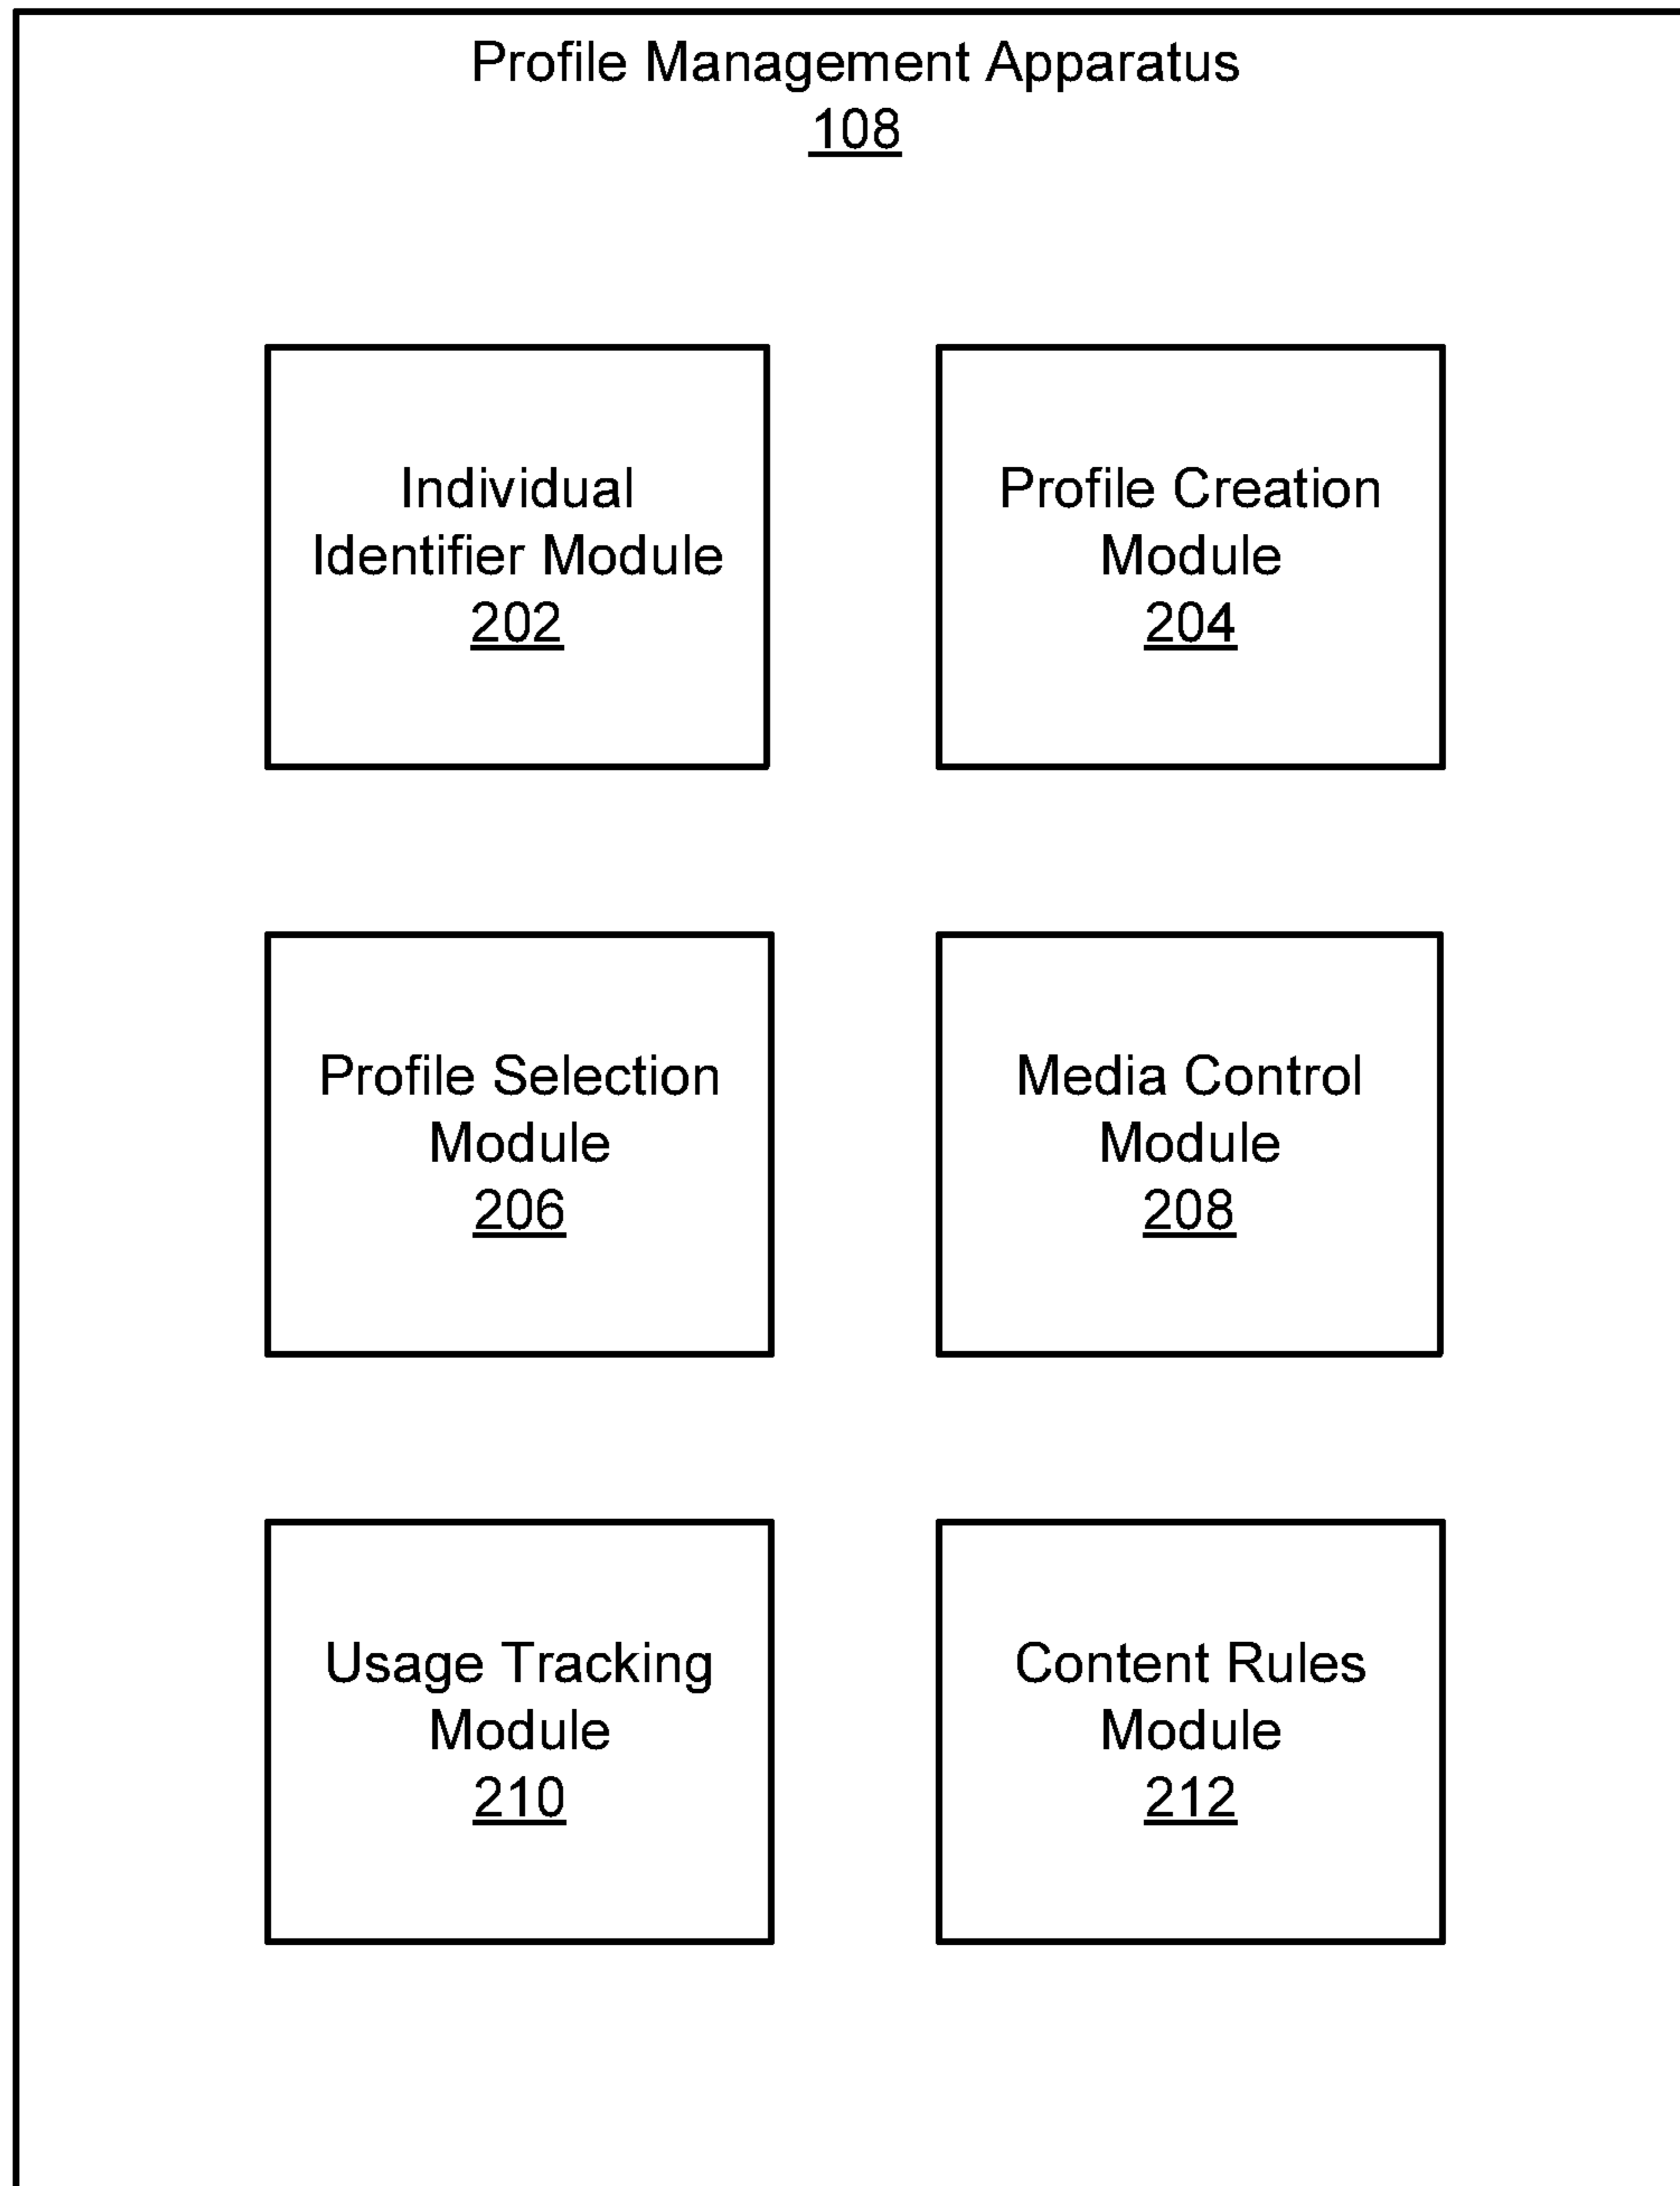 Profile Management Apparatus
108
Individual
Identifier Module
202
Profile Creation
Module
204
Profile Selection
Module
206
Media Control
Module
208
Usage Tracking
Module
210
Content Rules
Module
212